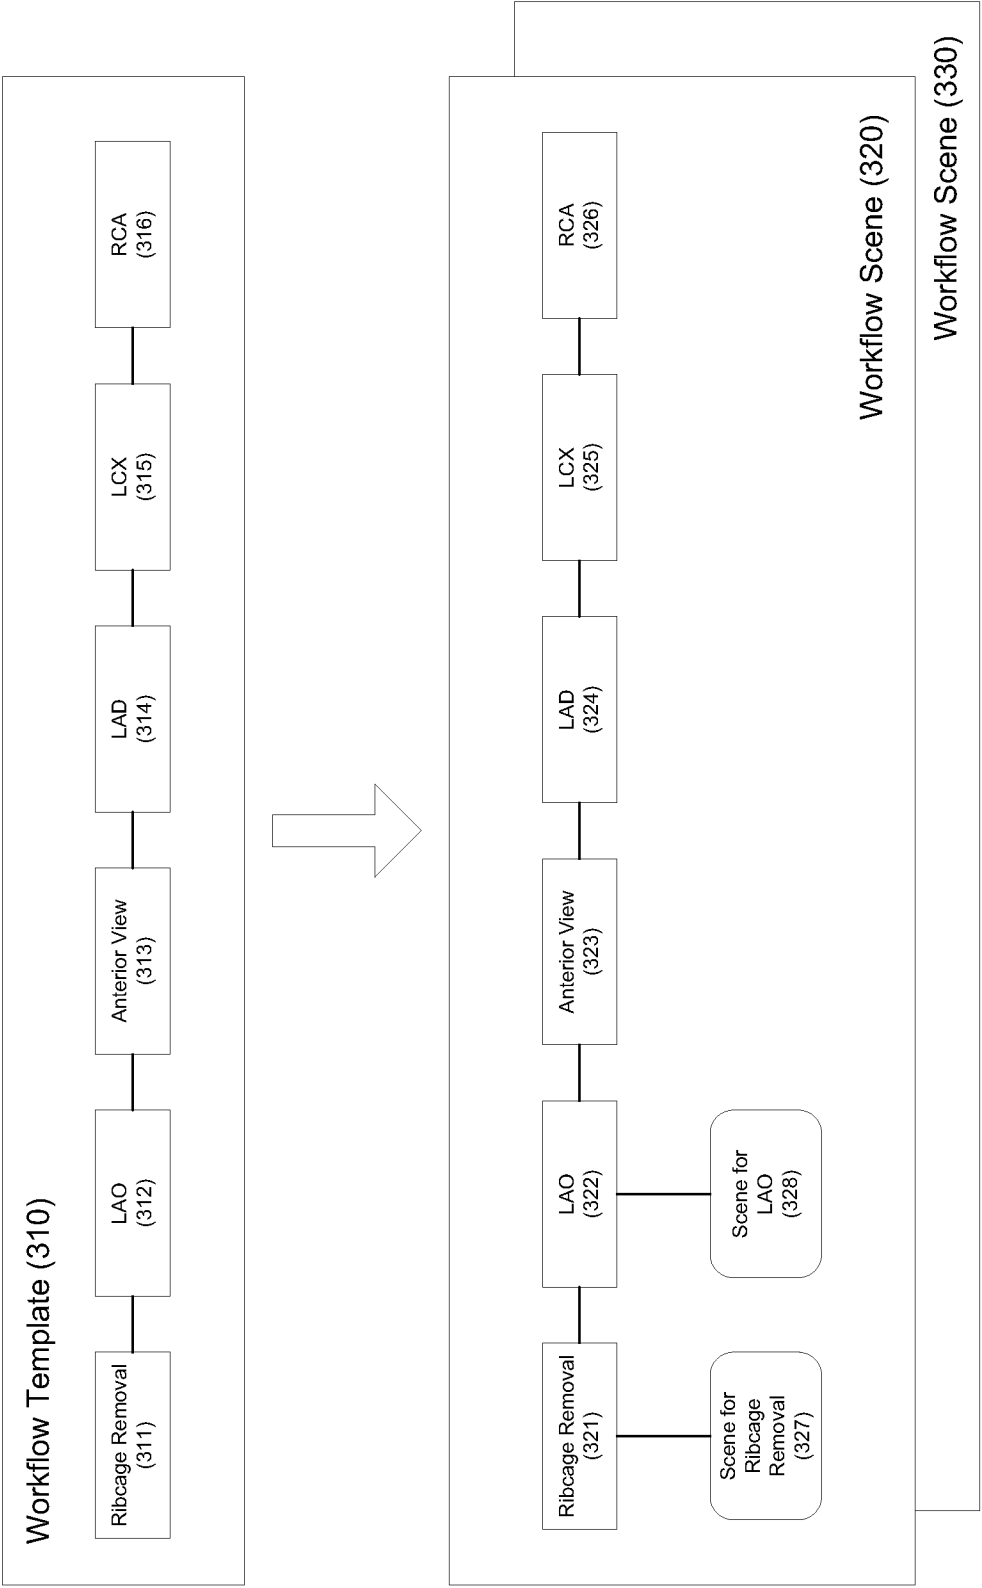 Workflow Template (310)
Ribcage Removal
(311)
LAO
(312)
Anterior View
(313)
LAD
(314)
LCX
(315)
RCA
(316)
Ribcage Removal
(321)
LAO
(322)
Anterior View
(323)
LAD
(324)
LCX
(325)
RCA
(326)
Scene for
Ribcage
Removal
(327)
Scene for
LAO
(328)
Workflow Scene (320)
Workflow Scene (330)